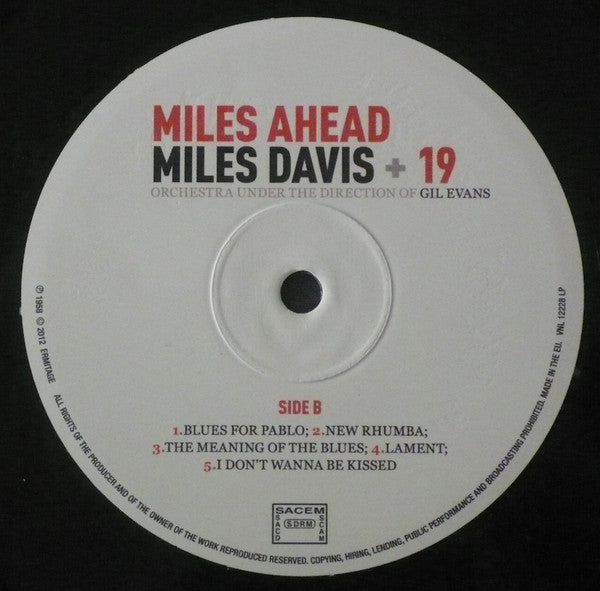 MILES AHEAD
MILES DAVIS + 19
ORCHESTRA UNDER THE DIRECTION OF GIL EVANS
SIDE B
1.BLUES FOR PABLO; 2.NEW RHUMBA;
3.THE MEANING OF THE BLUES; 4.LAMENT;
5.I DON'T WANNA BE KISSED
SACEM
SACD
SDRM
SCAM
℗ 1958 © 2012 ERMITAGE
ALL RIGHTS OF THE PRODUCER AND OF THE OWNER OF THE WORK REPRODUCED RESERVED. COPYING, HIRING, LENDING, PUBLIC PERFORMANCE AND BROADCASTING PROHIBITED. MADE IN THE EU. VNL 12228 LP